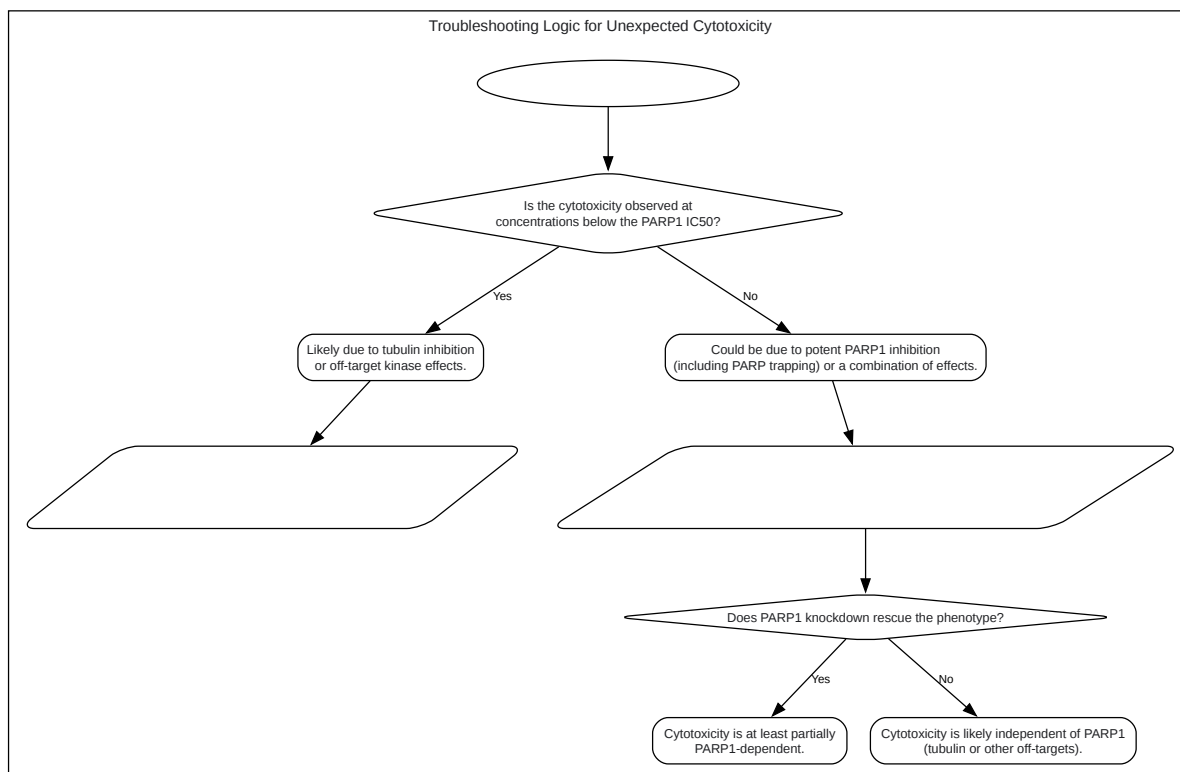 Troubleshooting Logic for Unexpected Cytotoxicity
Is the cytotoxicity observed at
concentrations below the PARP1 IC50?
Yes
No
Likely due to tubulin inhibition
or off-target kinase effects.
Could be due to potent PARP1 inhibition
(including PARP trapping) or a combination of effects.
Does PARP1 knockdown rescue the phenotype?
Yes
No
Cytotoxicity is at least partially
PARP1-dependent.
Cytotoxicity is likely independent of PARP1
(tubulin or other off-targets).